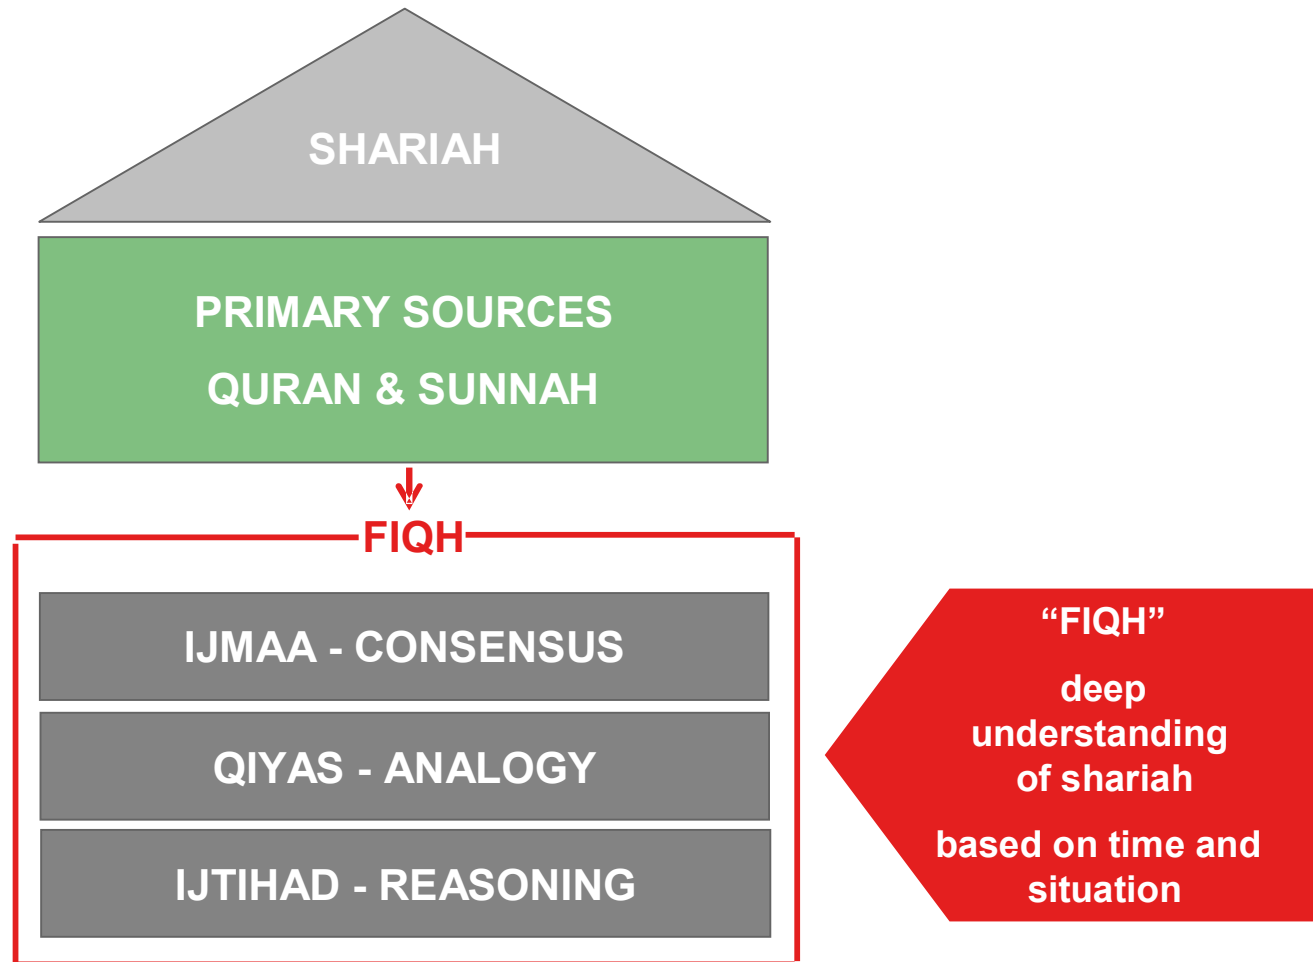 SHARIAH
PRIMARY SOURCES
QURAN & SUNNAH
FIQH
IJMAA - CONSENSUS
QIYAS - ANALOGY
IJTIHAD - REASONING
“FIQH”
deep
understanding
of shariah
based on time and
situation